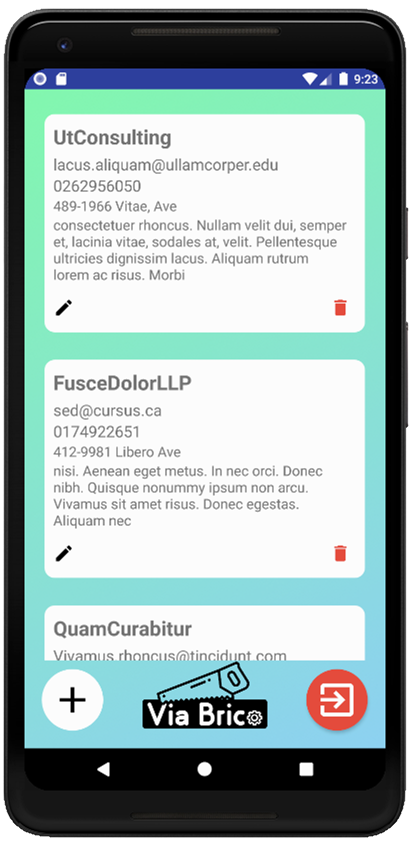 9:23
UtConsulting
lacus.aliquam@ullamcorper.edu
0262956050
489-1966 Vitae, Ave
consectetuer rhoncus. Nullam velit dui, semper
et, lacinia vitae, sodales at, velit. Pellentesque
ultricies dignissim lacus. Aliquam rutrum
lorem ac risus. Morbi
FusceDolorLLP
sed@cursus.ca
0174922651
412-9981 Libero Ave
nisi. Aenean eget metus. In nec orci. Donec
nibh. Quisque nonummy ipsum non arcu.
Vivamus sit amet risus. Donec egestas.
Aliquam nec
QuamCurabitur
Vivamus.rhoncus@tincidunt.com
Via Brico